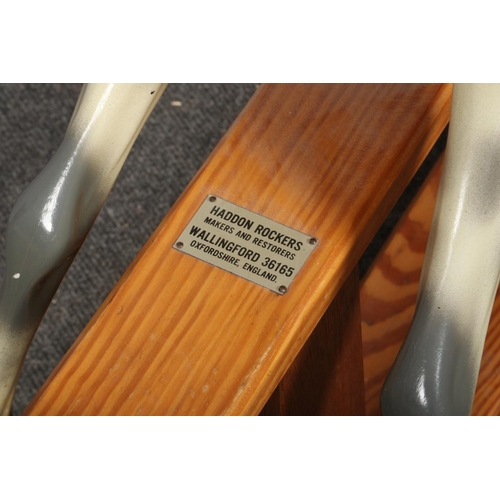 HADDON ROCKERS
MAKERS AND RESTORERS
WALLINGFORD 36165
OXFORDSHIRE, ENGLAND.